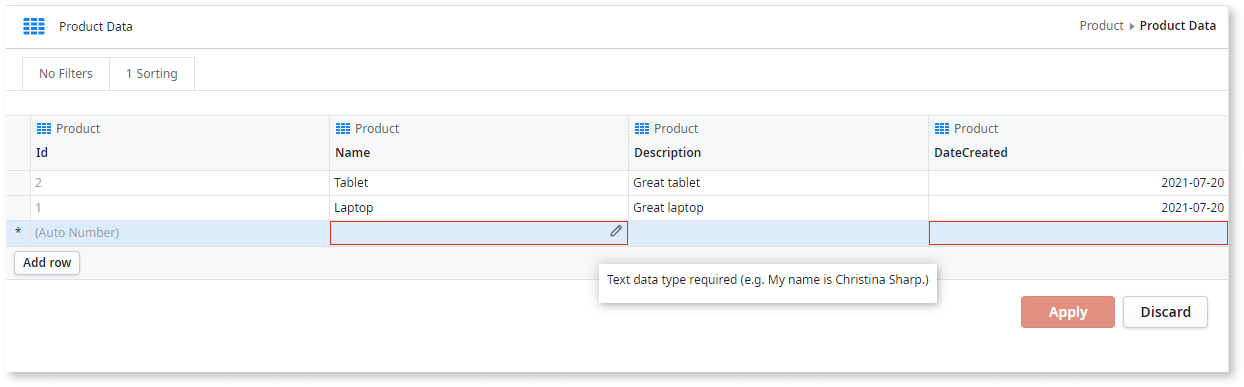 Product Data
Product Product Data
No Filters 1 Sorting
Product Product Product Product
Id Name Description DateCreated
2 Tablet Great tablet 2021-07-20
1 Laptop Great laptop 2021-07-20
* (Auto Number)
Add row
Text data type required (e.g. My name is Christina Sharp.)
Apply Discard